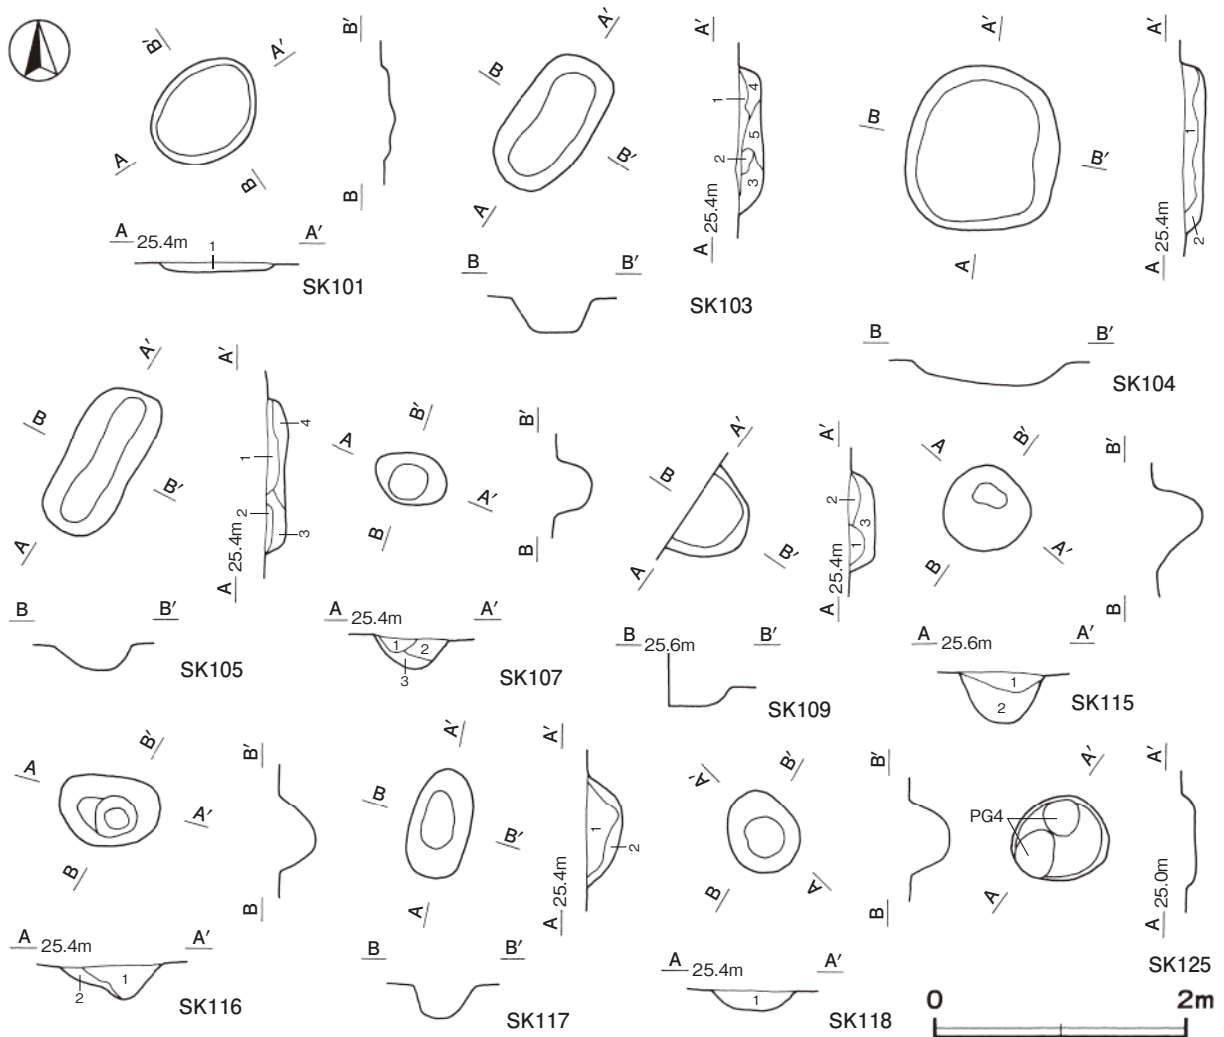 B′ A′
A B
B′
B
A 25.4m 1 A′
SK101
A′
B B′
A
A′
1 4
5
2
3
A 25.4m
B B′
SK103
A′
B B′
A
A′
1
2
A 25.4m
B B′
SK104
A′
B B′
A
A′
1 4
2 3
A 25.4m
B B′
SK105
B′
A A′
B
B′
B
A 25.4m A′
1 2
3
SK107
A′
B B′
A
A′
2 3
1
A 25.4m
B 25.6m B′
SK109
A B′
B A′
B′
B
A 25.6m A′
1
2
SK115
B′
A A′
B
B′
B
A 25.4m A′
1
2
SK116
A′
B B′
A
A′
1 2
A 25.4m
B B′
SK117
A′ B′
B A
B′
B
A 25.4m A′
1
SK118
A′
PG4
A
A′
A 25.0m
SK125
0 2m